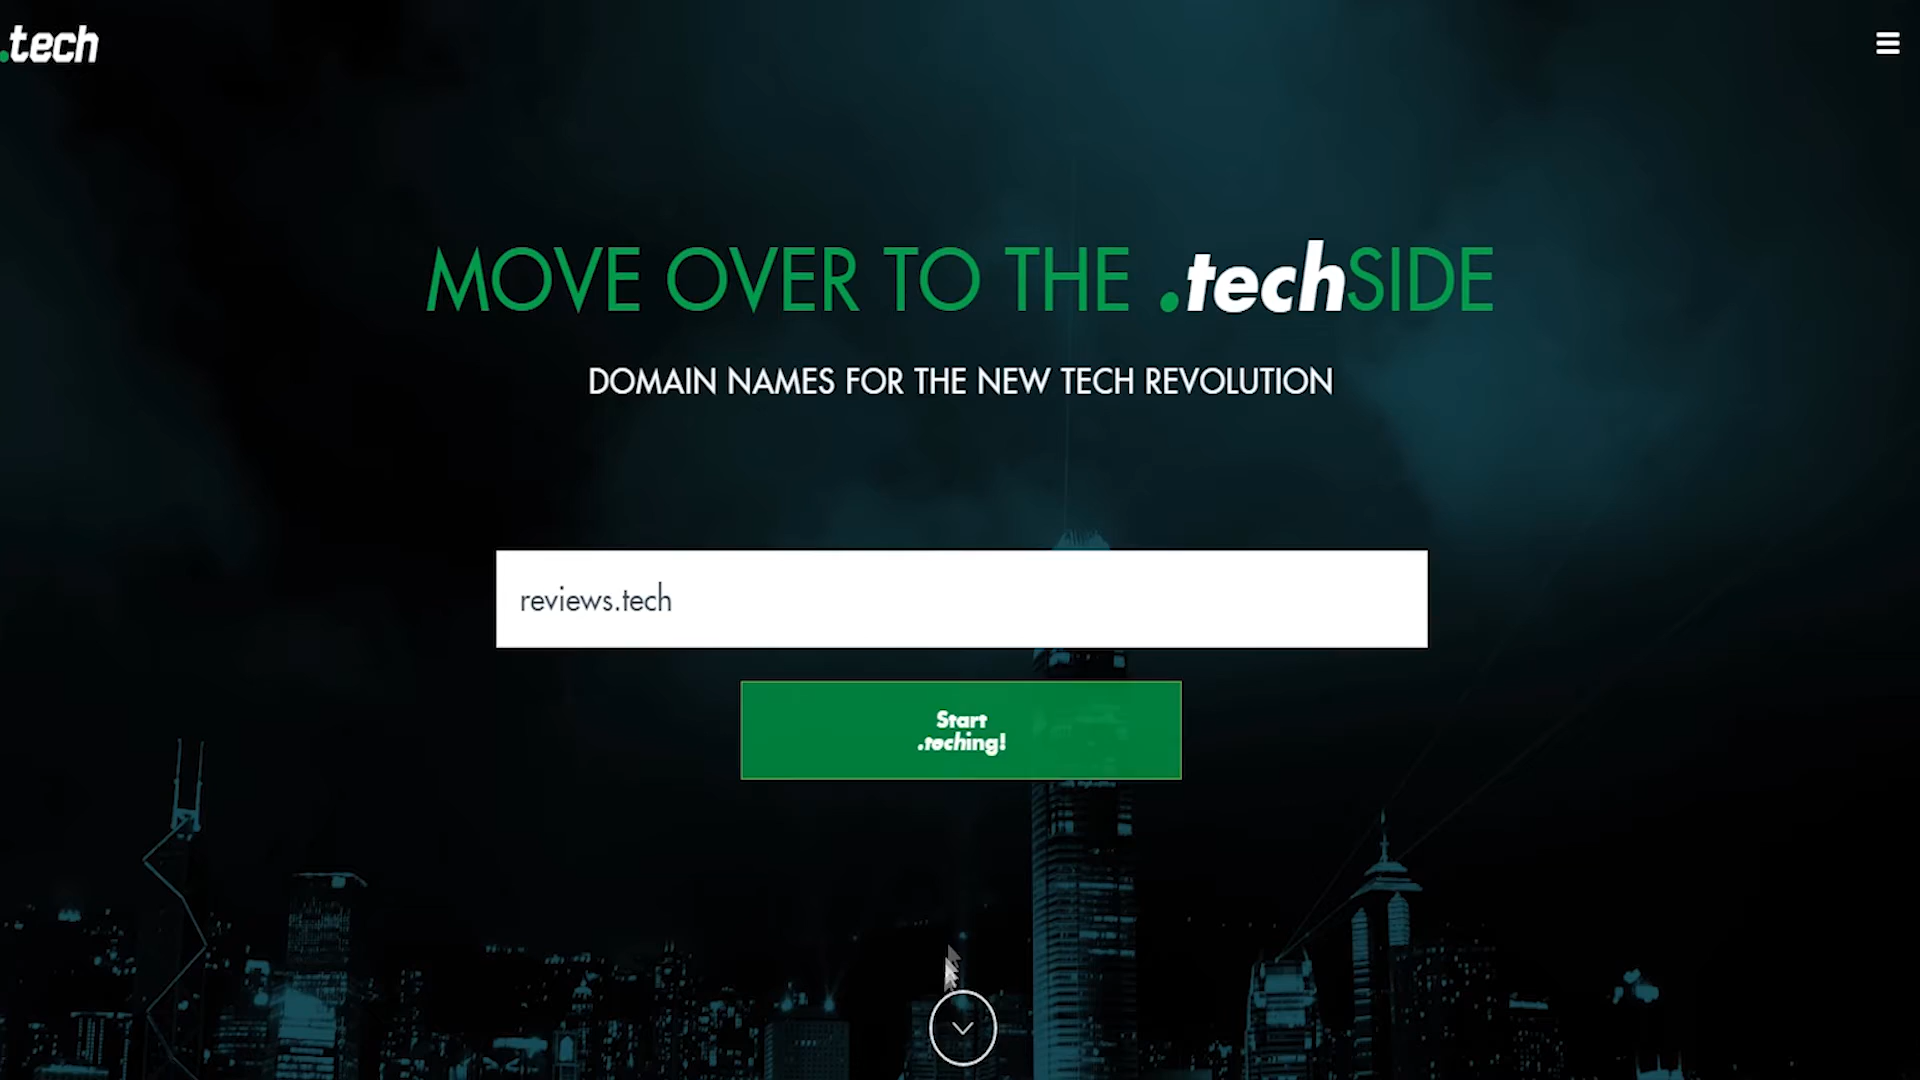 .tech
MOVE OVER TO THE .techSIDE
DOMAIN NAMES FOR THE NEW TECH REVOLUTION
reviews.tech
Start
.teching!